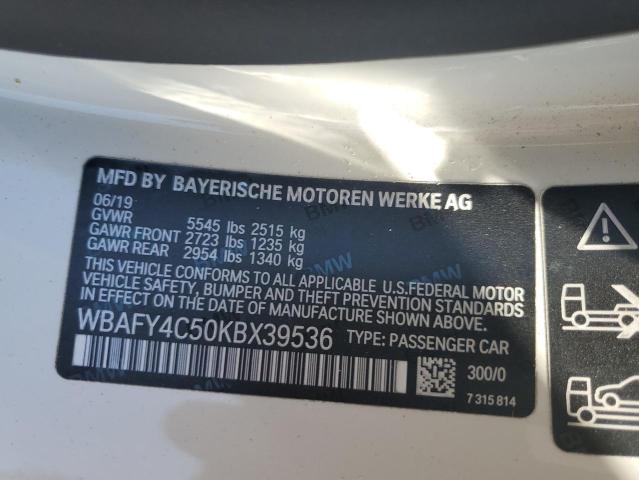 MFD BY BAYERISCHE MOTOREN WERKE AG
06/19
GVWR 5545 lbs 2515 kg
GAWR FRONT 2723 lbs 1235 kg
GAWR REAR 2954 lbs 1340 kg
THIS VEHICLE CONFORMS TO ALL APPLICABLE U.S.FEDERAL MOTOR
VEHICLE SAFETY, BUMPER AND THEFT PREVENTION STANDARDS
IN EFFECT ON THE DATE OF MANUFACTURE SHOWN ABOVE.
WBAFY4C50KBX39536 TYPE: PASSENGER CAR
300/0
7 315 814